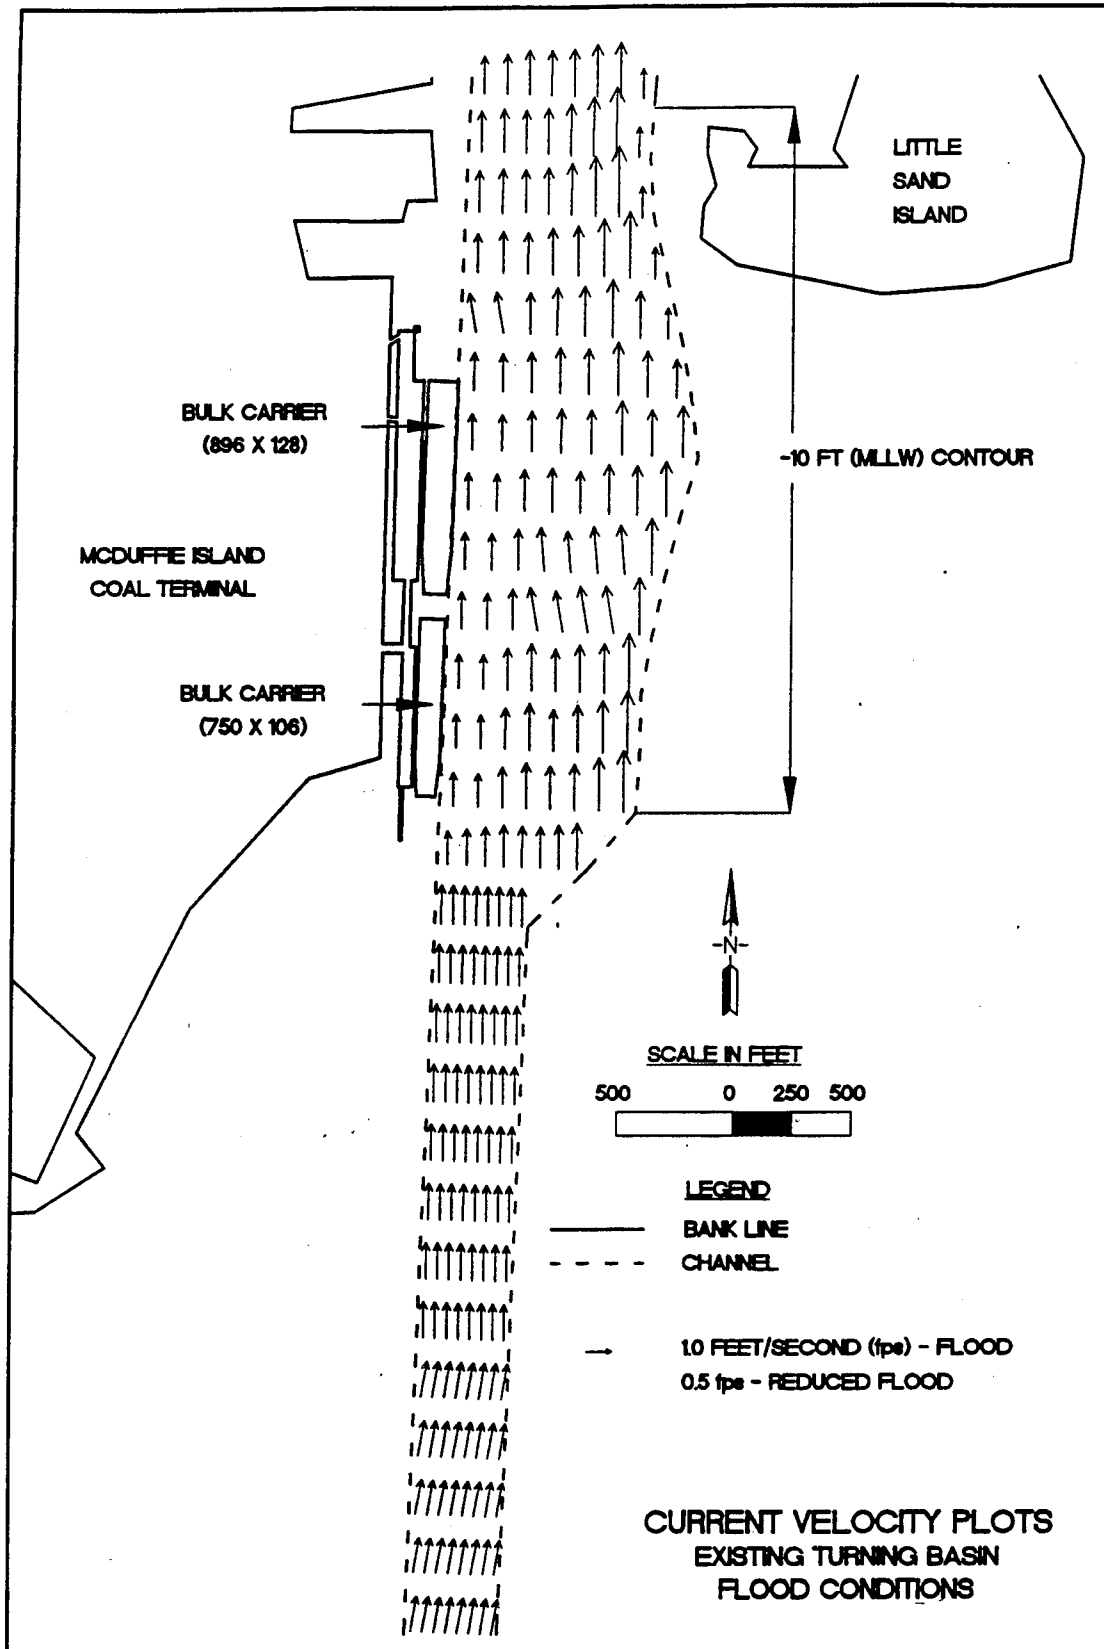 LITTLE
SAND
ISLAND
BULK CARRIER
(896 X 128)
-10 FT (MLLW) CONTOUR
MCDUFFIE ISLAND
COAL TERMINAL
BULK CARRIER
(750 X 106)
-N-
SCALE IN FEET
500 0 250 500
LEGEND
BANK LINE
CHANNEL
1.0 FEET/SECOND (fps) - FLOOD
0.5 fps - REDUCED FLOOD
CURRENT VELOCITY PLOTS
EXISTING TURNING BASIN
FLOOD CONDITIONS